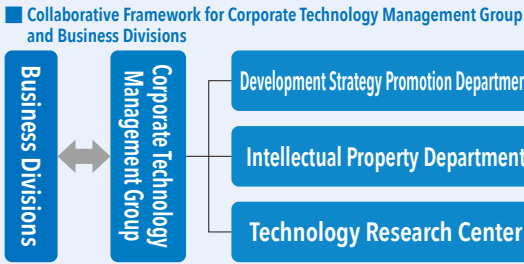 Collaborative Framework for Corporate Technology Management Group
and Business Divisions
Business Divisions
Corporate Technology
Management Group
Development Strategy Promotion Departmen
Intellectual Property Department
Technology Research Center